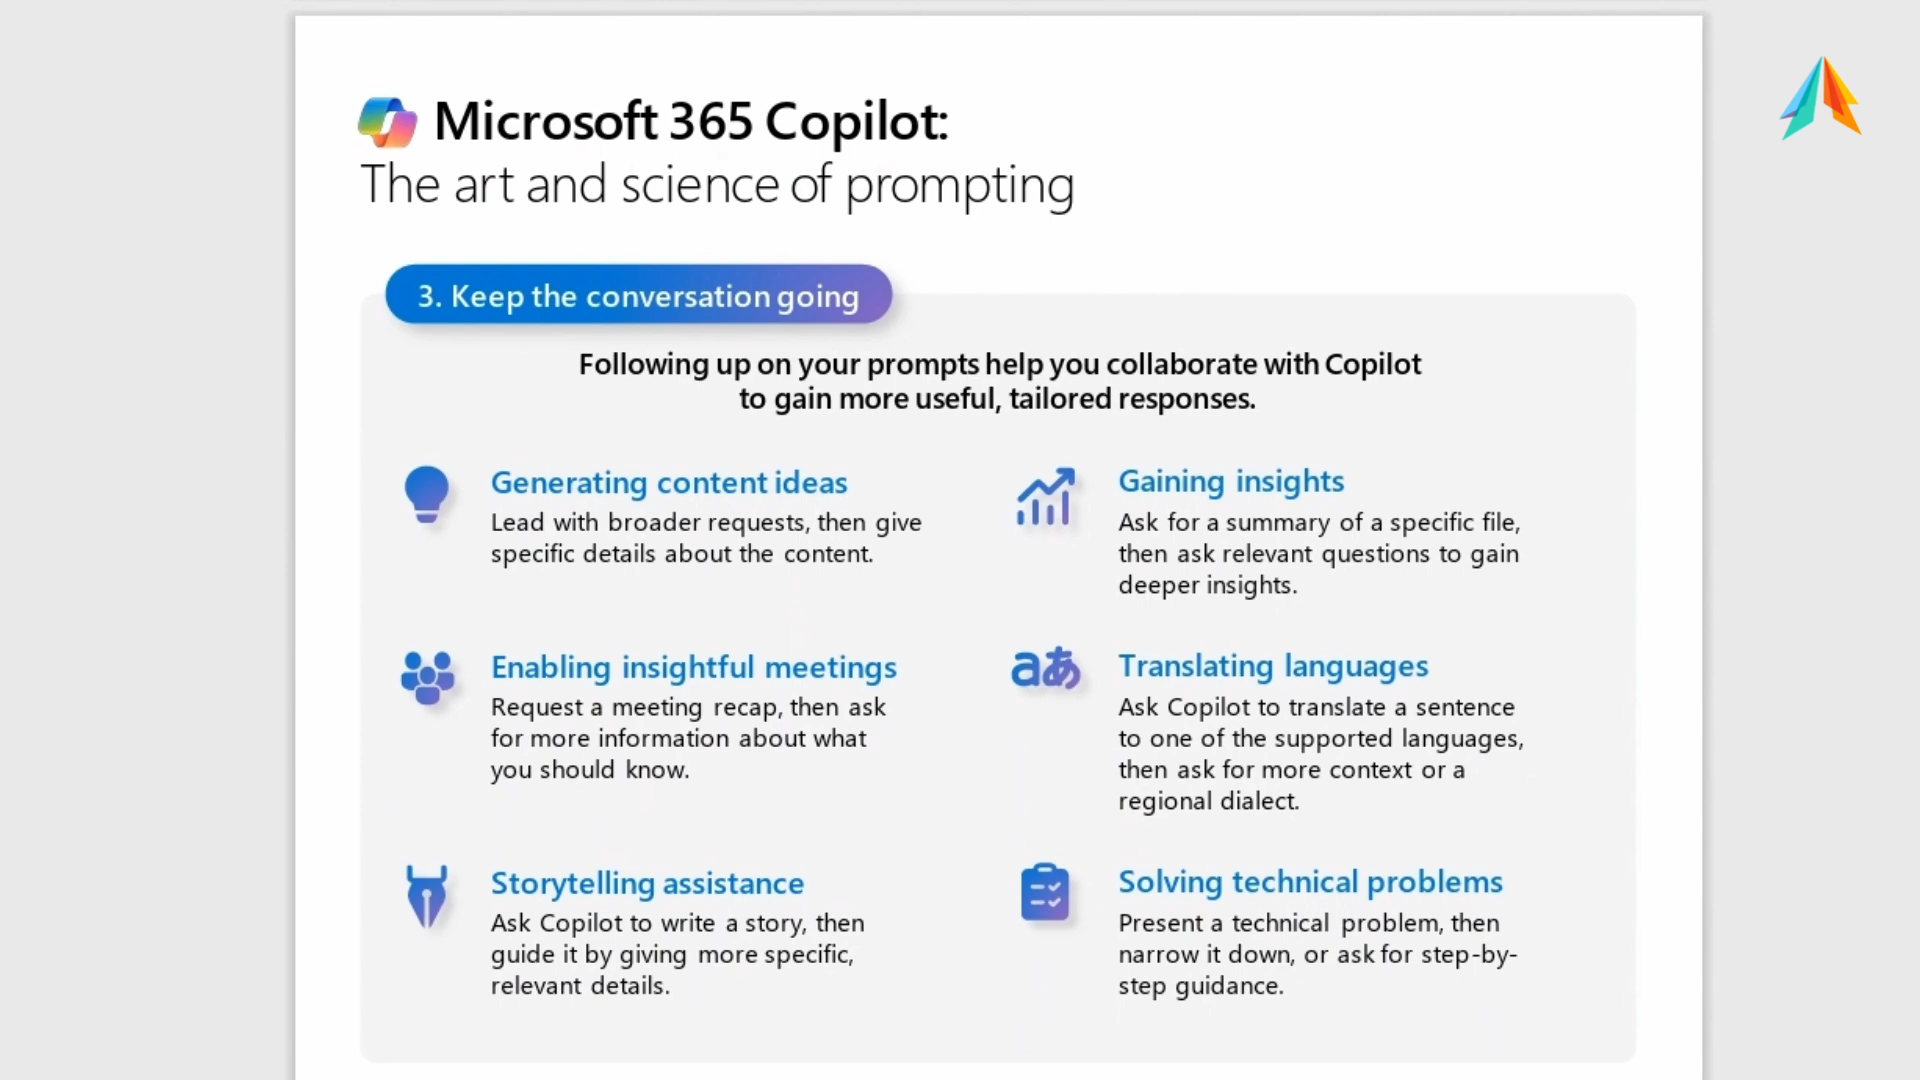 Microsoft 365 Copilot:
The art and science of prompting
3. Keep the conversation going
Following up on your prompts help you collaborate with Copilot
to gain more useful, tailored responses.
Generating content ideas
Lead with broader requests, then give
specific details about the content.
Gaining insights
Ask for a summary of a specific file,
then ask relevant questions to gain
deeper insights.
Enabling insightful meetings
Request a meeting recap, then ask
for more information about what
you should know.
aあ
Translating languages
Ask Copilot to translate a sentence
to one of the supported languages,
then ask for more context or a
regional dialect.
Storytelling assistance
Ask Copilot to write a story, then
guide it by giving more specific,
relevant details.
Solving technical problems
Present a technical problem, then
narrow it down, or ask for step-by-
step guidance.